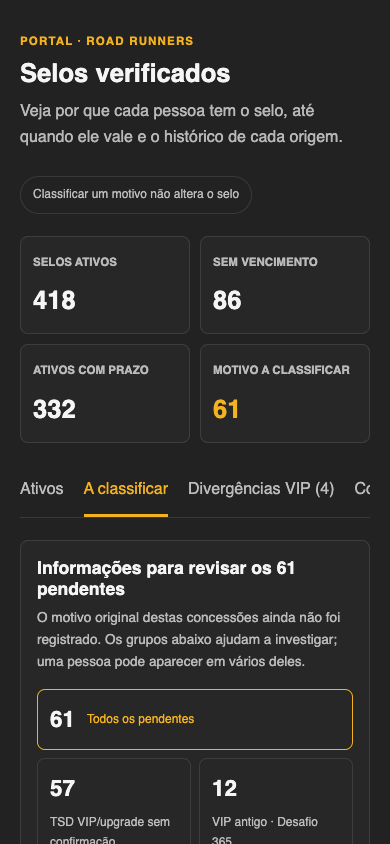 PORTAL · ROAD RUNNERS
Selos verificados
Veja por que cada pessoa tem o selo, até
quando ele vale e o histórico de cada origem.
Classificar um motivo não altera o selo
SELOS ATIVOS
418
SEM VENCIMENTO
86
ATIVOS COM PRAZO
332
MOTIVO A CLASSIFICAR
61
Ativos A classificar Divergências VIP (4)
Informações para revisar os 61
pendentes
O motivo original destas concessões ainda não foi
registrado. Os grupos abaixo ajudam a investigar;
uma pessoa pode aparecer em vários deles.
61 Todos os pendentes
57
TSD VIP/upgrade sem
confirmação
12
VIP antigo · Desafio
365